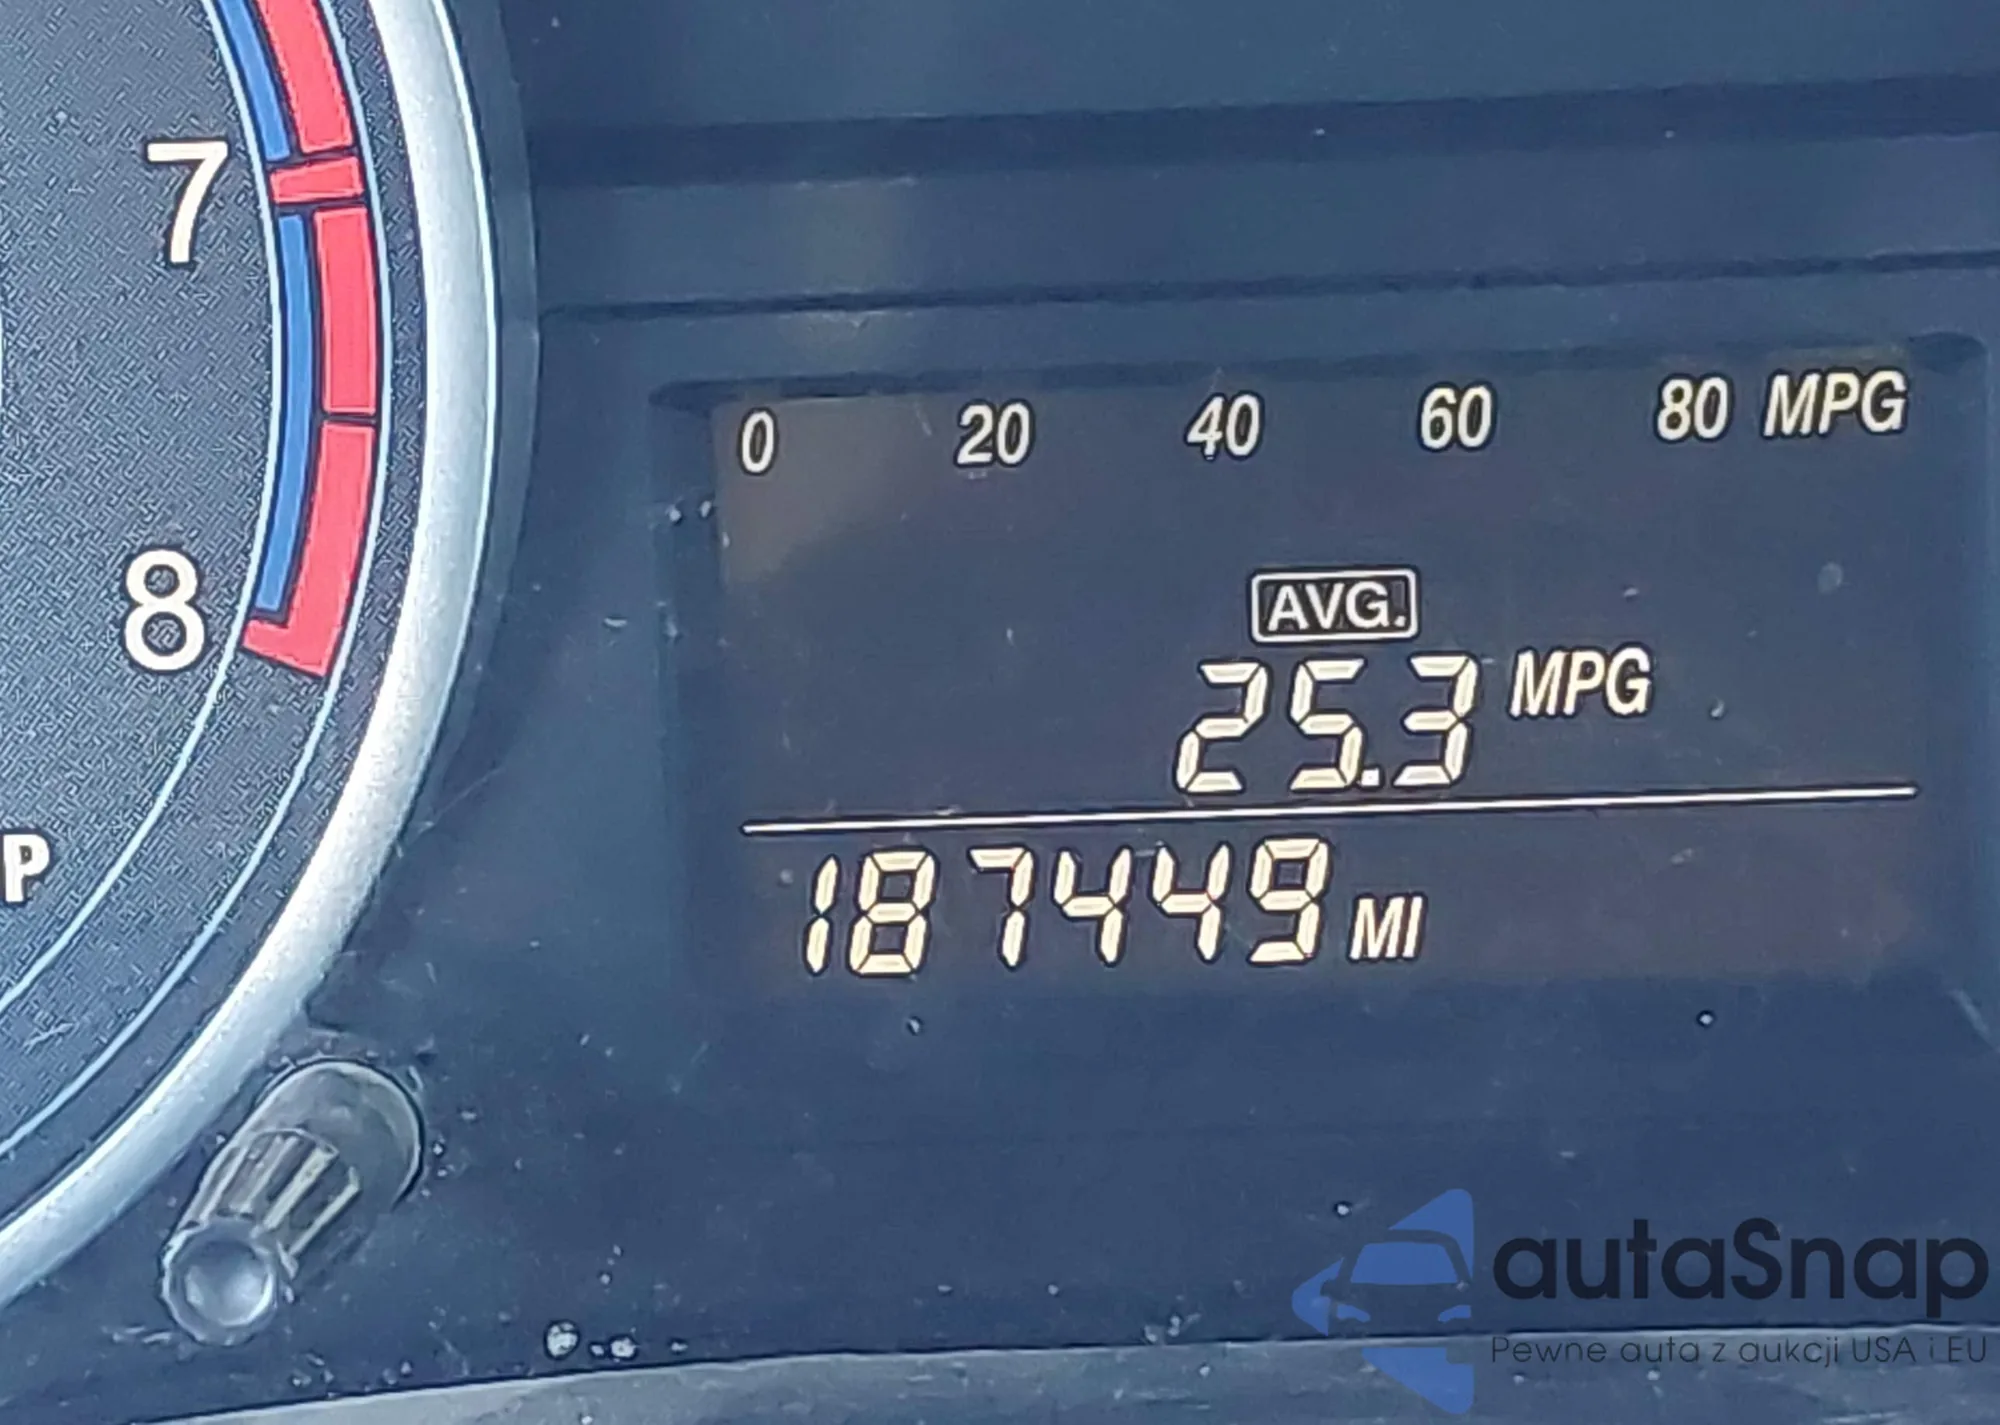 7
8
P
0 20 40 60 80 MPG
AVG.
25.3 MPG
187449 MI
autaSnap
Pewne auta z aukcji USA i EU